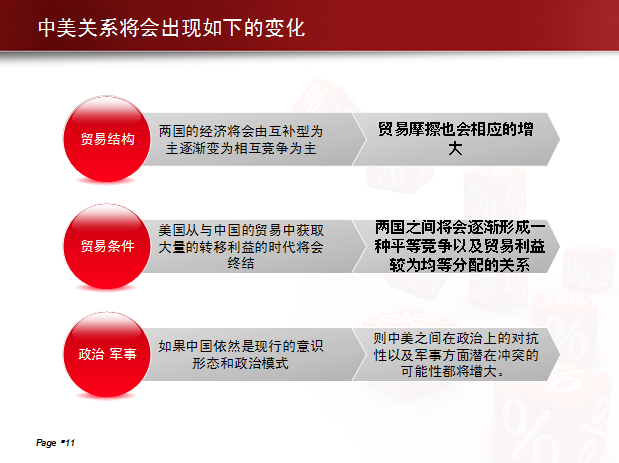 中美关系将会出现如下的变化
贸易结构
两国的经济将会由互补型为
主逐渐变为相互竞争为主
贸易摩擦也会相应的增
大
贸易条件
美国从与中国的贸易中获取
大量的转移利益的时代将会
终结
两国之间将会逐渐形成一
种平等竞争以及贸易利益
较为均等分配的关系
政治 军事
如果中国依然是现行的意识
形态和政治模式
则中美之间在政治上的对抗
性以及军事方面潜在冲突的
可能性都将增大。
Page #11